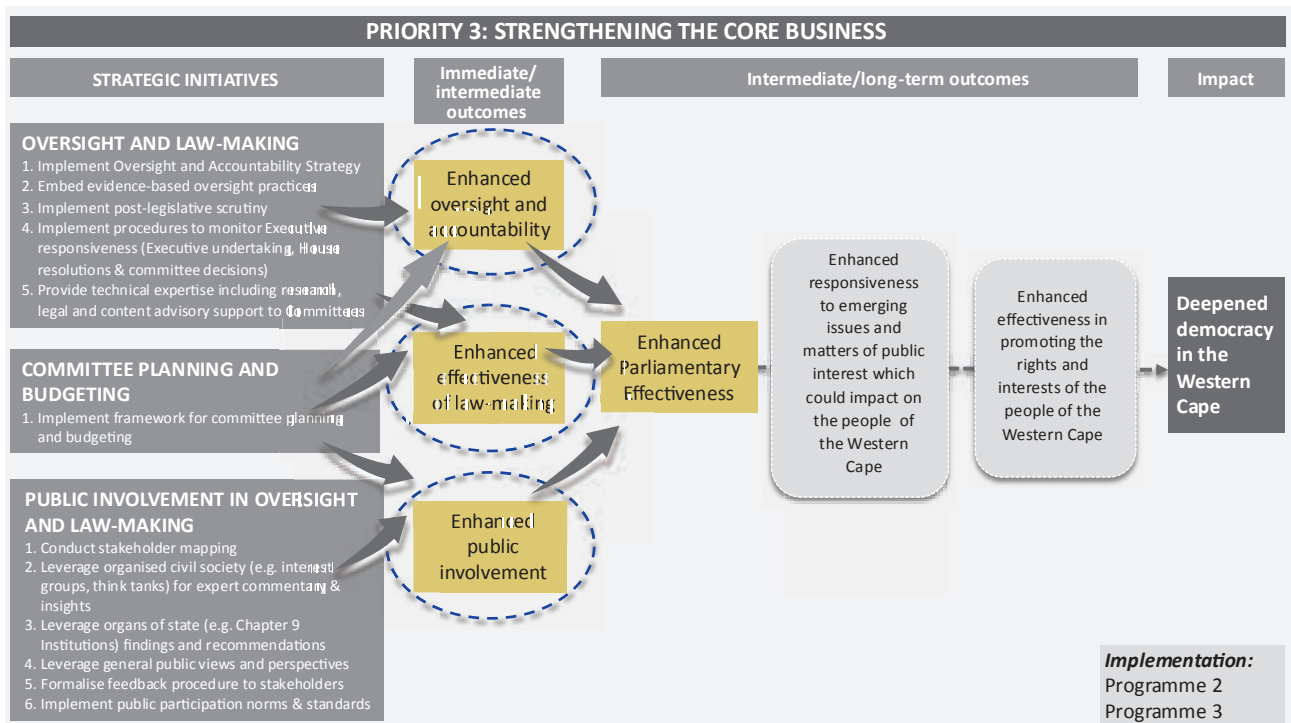 PRIORITY 3: STRENGTHENING THE CORE BUSINESS
STRATEGIC INITIATIVES
Immediate/
intermediate
outcomes
Intermediate/long-term outcomes
Impact
OVERSIGHT AND LAW-MAKING
1. Implement Oversight and Accountability Strategy
2. Embed evidence-based oversight practices
3. Implement post-legislative scrutiny
4. Implement procedures to monitor Executive
responsiveness (Executive undertaking, House
resolutions & committee decisions)
5. Provide technical expertise including research,
legal and content advisory support to Committees
COMMITTEE PLANNING AND
BUDGETING
1. Implement framework for committee planning
and budgeting
PUBLIC INVOLVEMENT IN OVERSIGHT
AND LAW-MAKING
1. Conduct stakeholder mapping
2. Leverage organised civil society (e.g. interest
groups, think tanks) for expert commentary &
insights
3. Leverage organs of state (e.g. Chapter 9
Institutions) findings and recommendations
4. Leverage general public views and perspectives
5. Formalise feedback procedure to stakeholders
6. Implement public participation norms & standards
Enhanced
oversight and
accountability
Enhanced
effectiveness
of law-making
Enhanced
public
involvement
Enhanced
Parliamentary
Effectiveness
Enhanced
responsiveness
to emerging
issues and
matters of public
interest which
could impact on
the people of
the Western
Cape
Enhanced
effectiveness in
promoting the
rights and
interests of the
people of the
Western Cape
Deepened
democracy
in the
Western
Cape
Implementation:
Programme 2
Programme 3